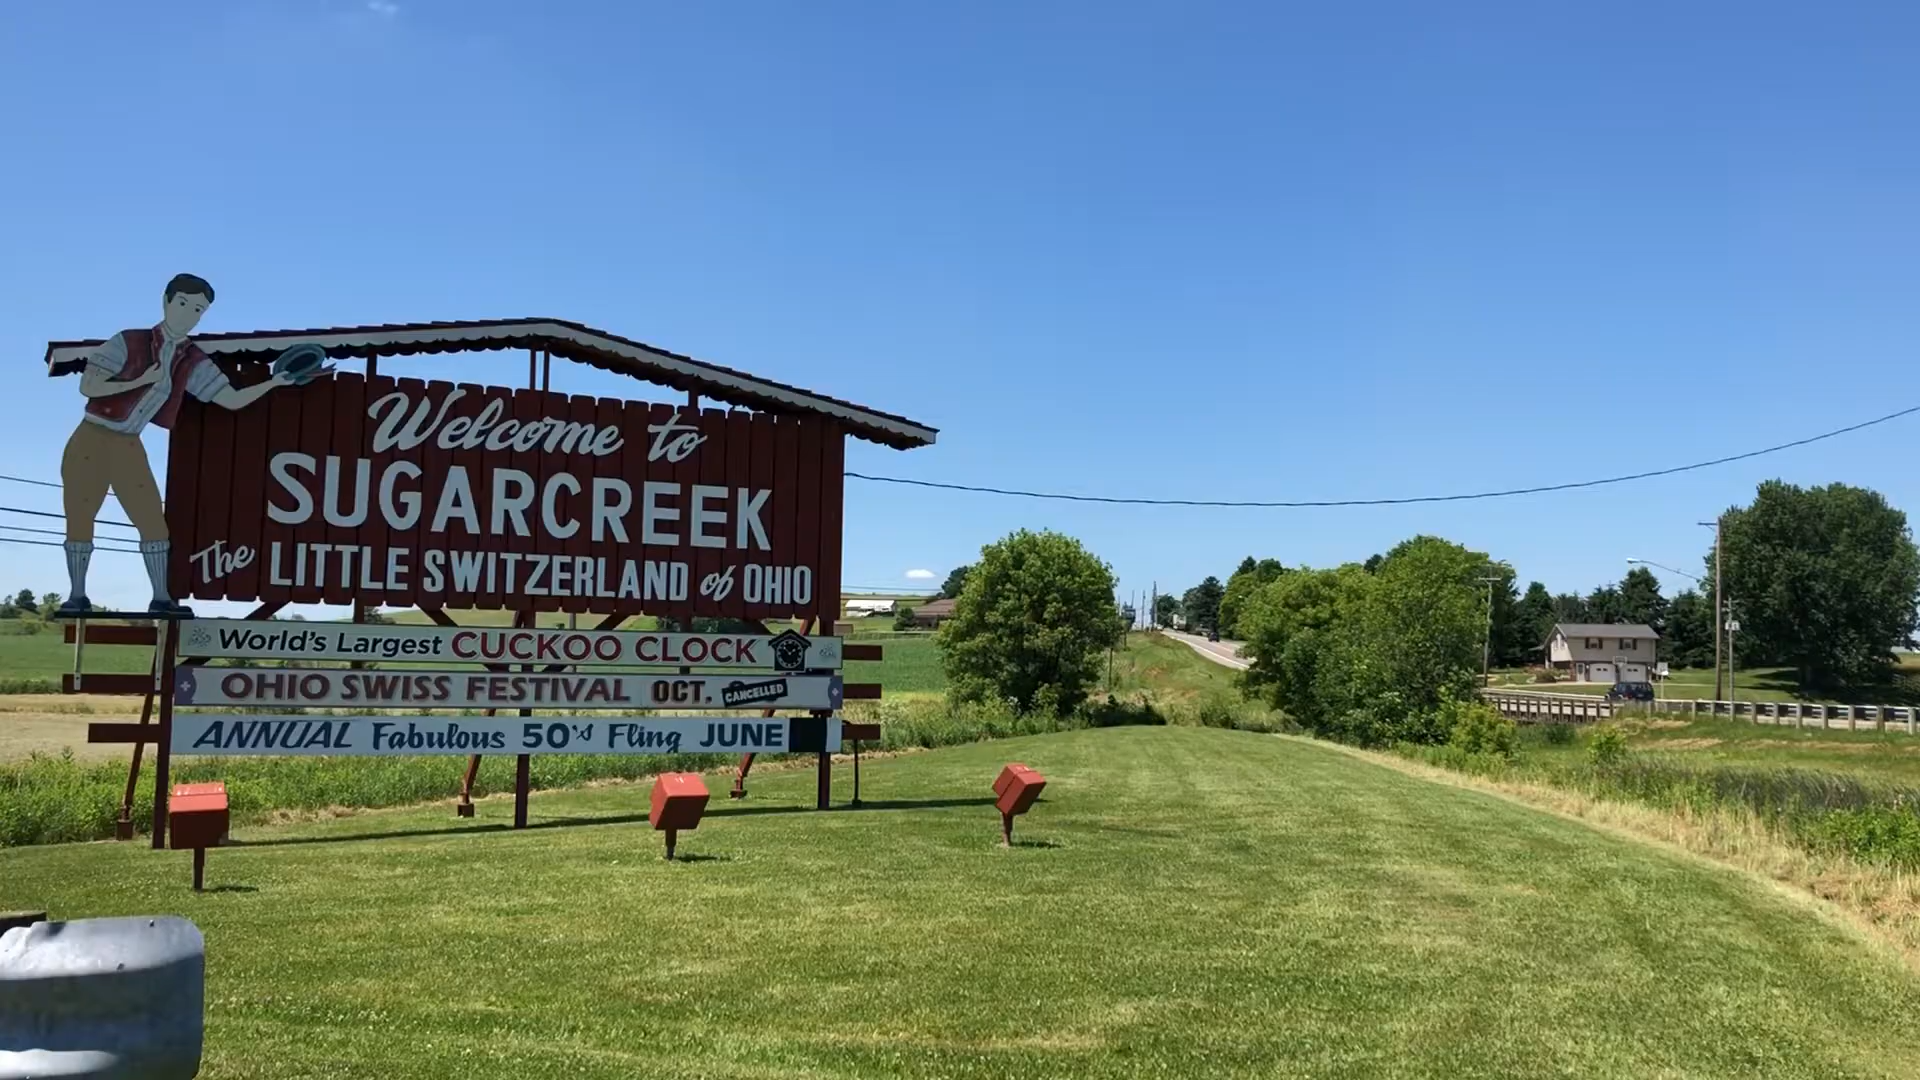 Welcome to
SUGARCREEK
The LITTLE SWITZERLAND of OHIO
World's Largest CUCKOO CLOCK
OHIO SWISS FESTIVAL OCT. CANCELLED
ANNUAL Fabulous 50's Fling JUNE